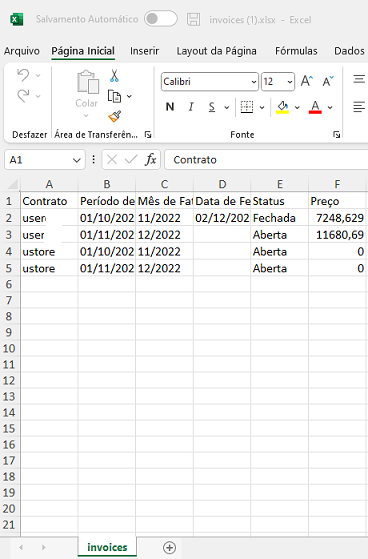 Salvamento Automático invoices (1).xlsx - Excel
Arquivo Página Inicial Inserir Layout da Página Fórmulas Dados
Colar
Calibri 12 A A
N I S A
Desfazer Área de Transferên... Fonte
A1 fx Contrato
A B C D E F
1 Contrato Período de Mês de Fat Data de Fe Status Preço
2 user 01/10/202 11/2022 02/12/202 Fechada 7248,629
3 user 01/11/202 12/2022 Aberta 11680,69
4 ustore 01/10/202 11/2022 Aberta 0
5 ustore 01/11/202 12/2022 Aberta 0
6
7
8
9
10
11
12
13
14
15
16
17
18
19
20
21
invoices